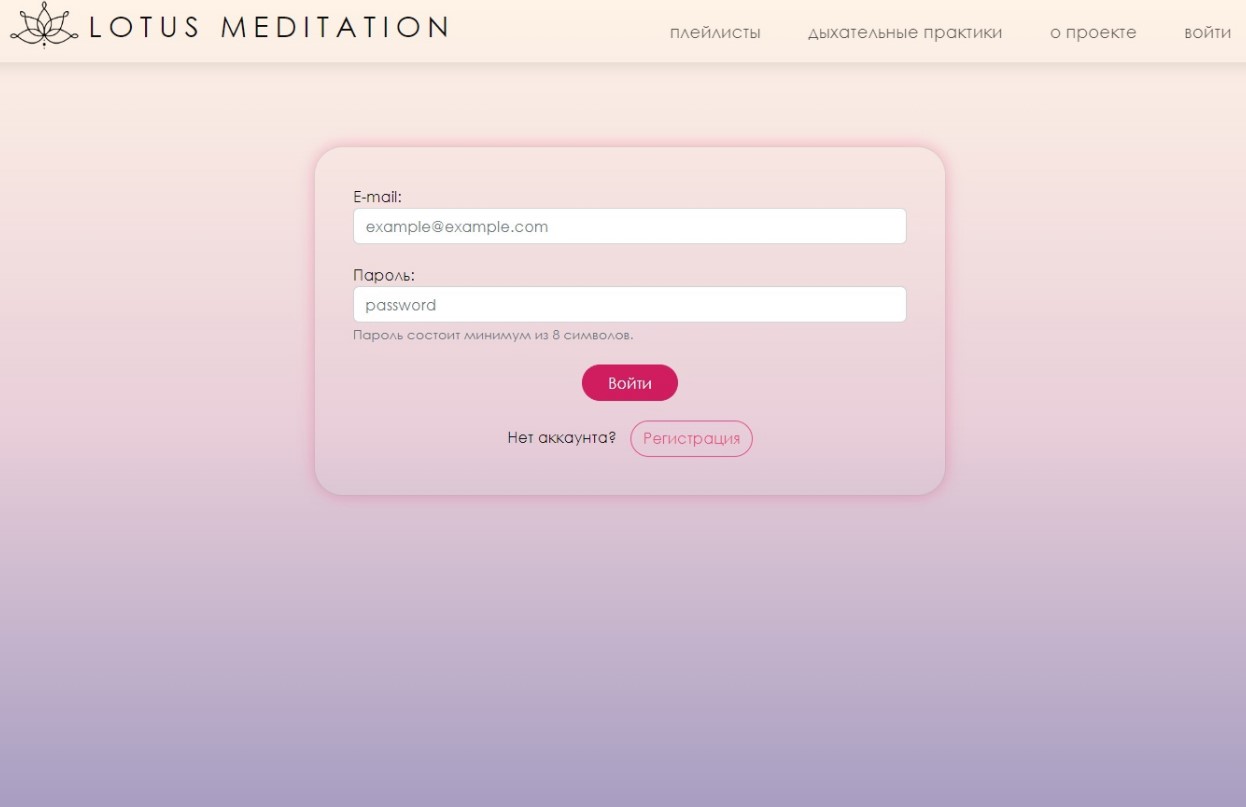 LOTUS MEDITATION
плейлисты дыхательные практики о проекте войти
E-mail:
example@example.com
Пароль:
password
Пароль состоит минимум из 8 символов.
Войти
Нет аккаунта? Регистрация